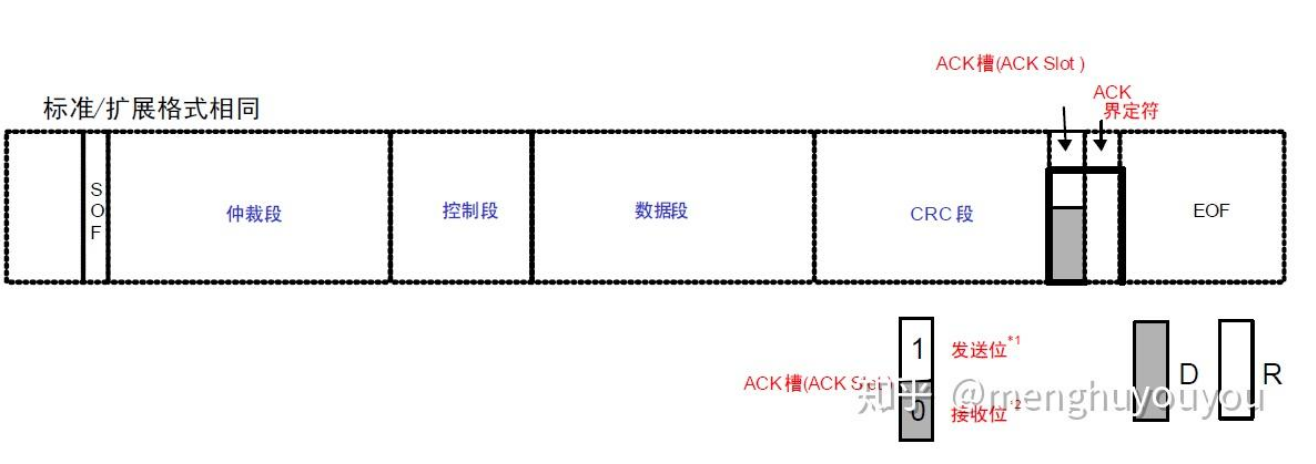 ACK槽(ACK Slot )
ACK
界定符
标准/扩展格式相同
SOF
仲裁段
控制段
数据段
CRC 段
EOF
1 发送位*1
ACK槽(ACK Slot )
0 接收位*2
D
R
知乎 @menghuyouyou